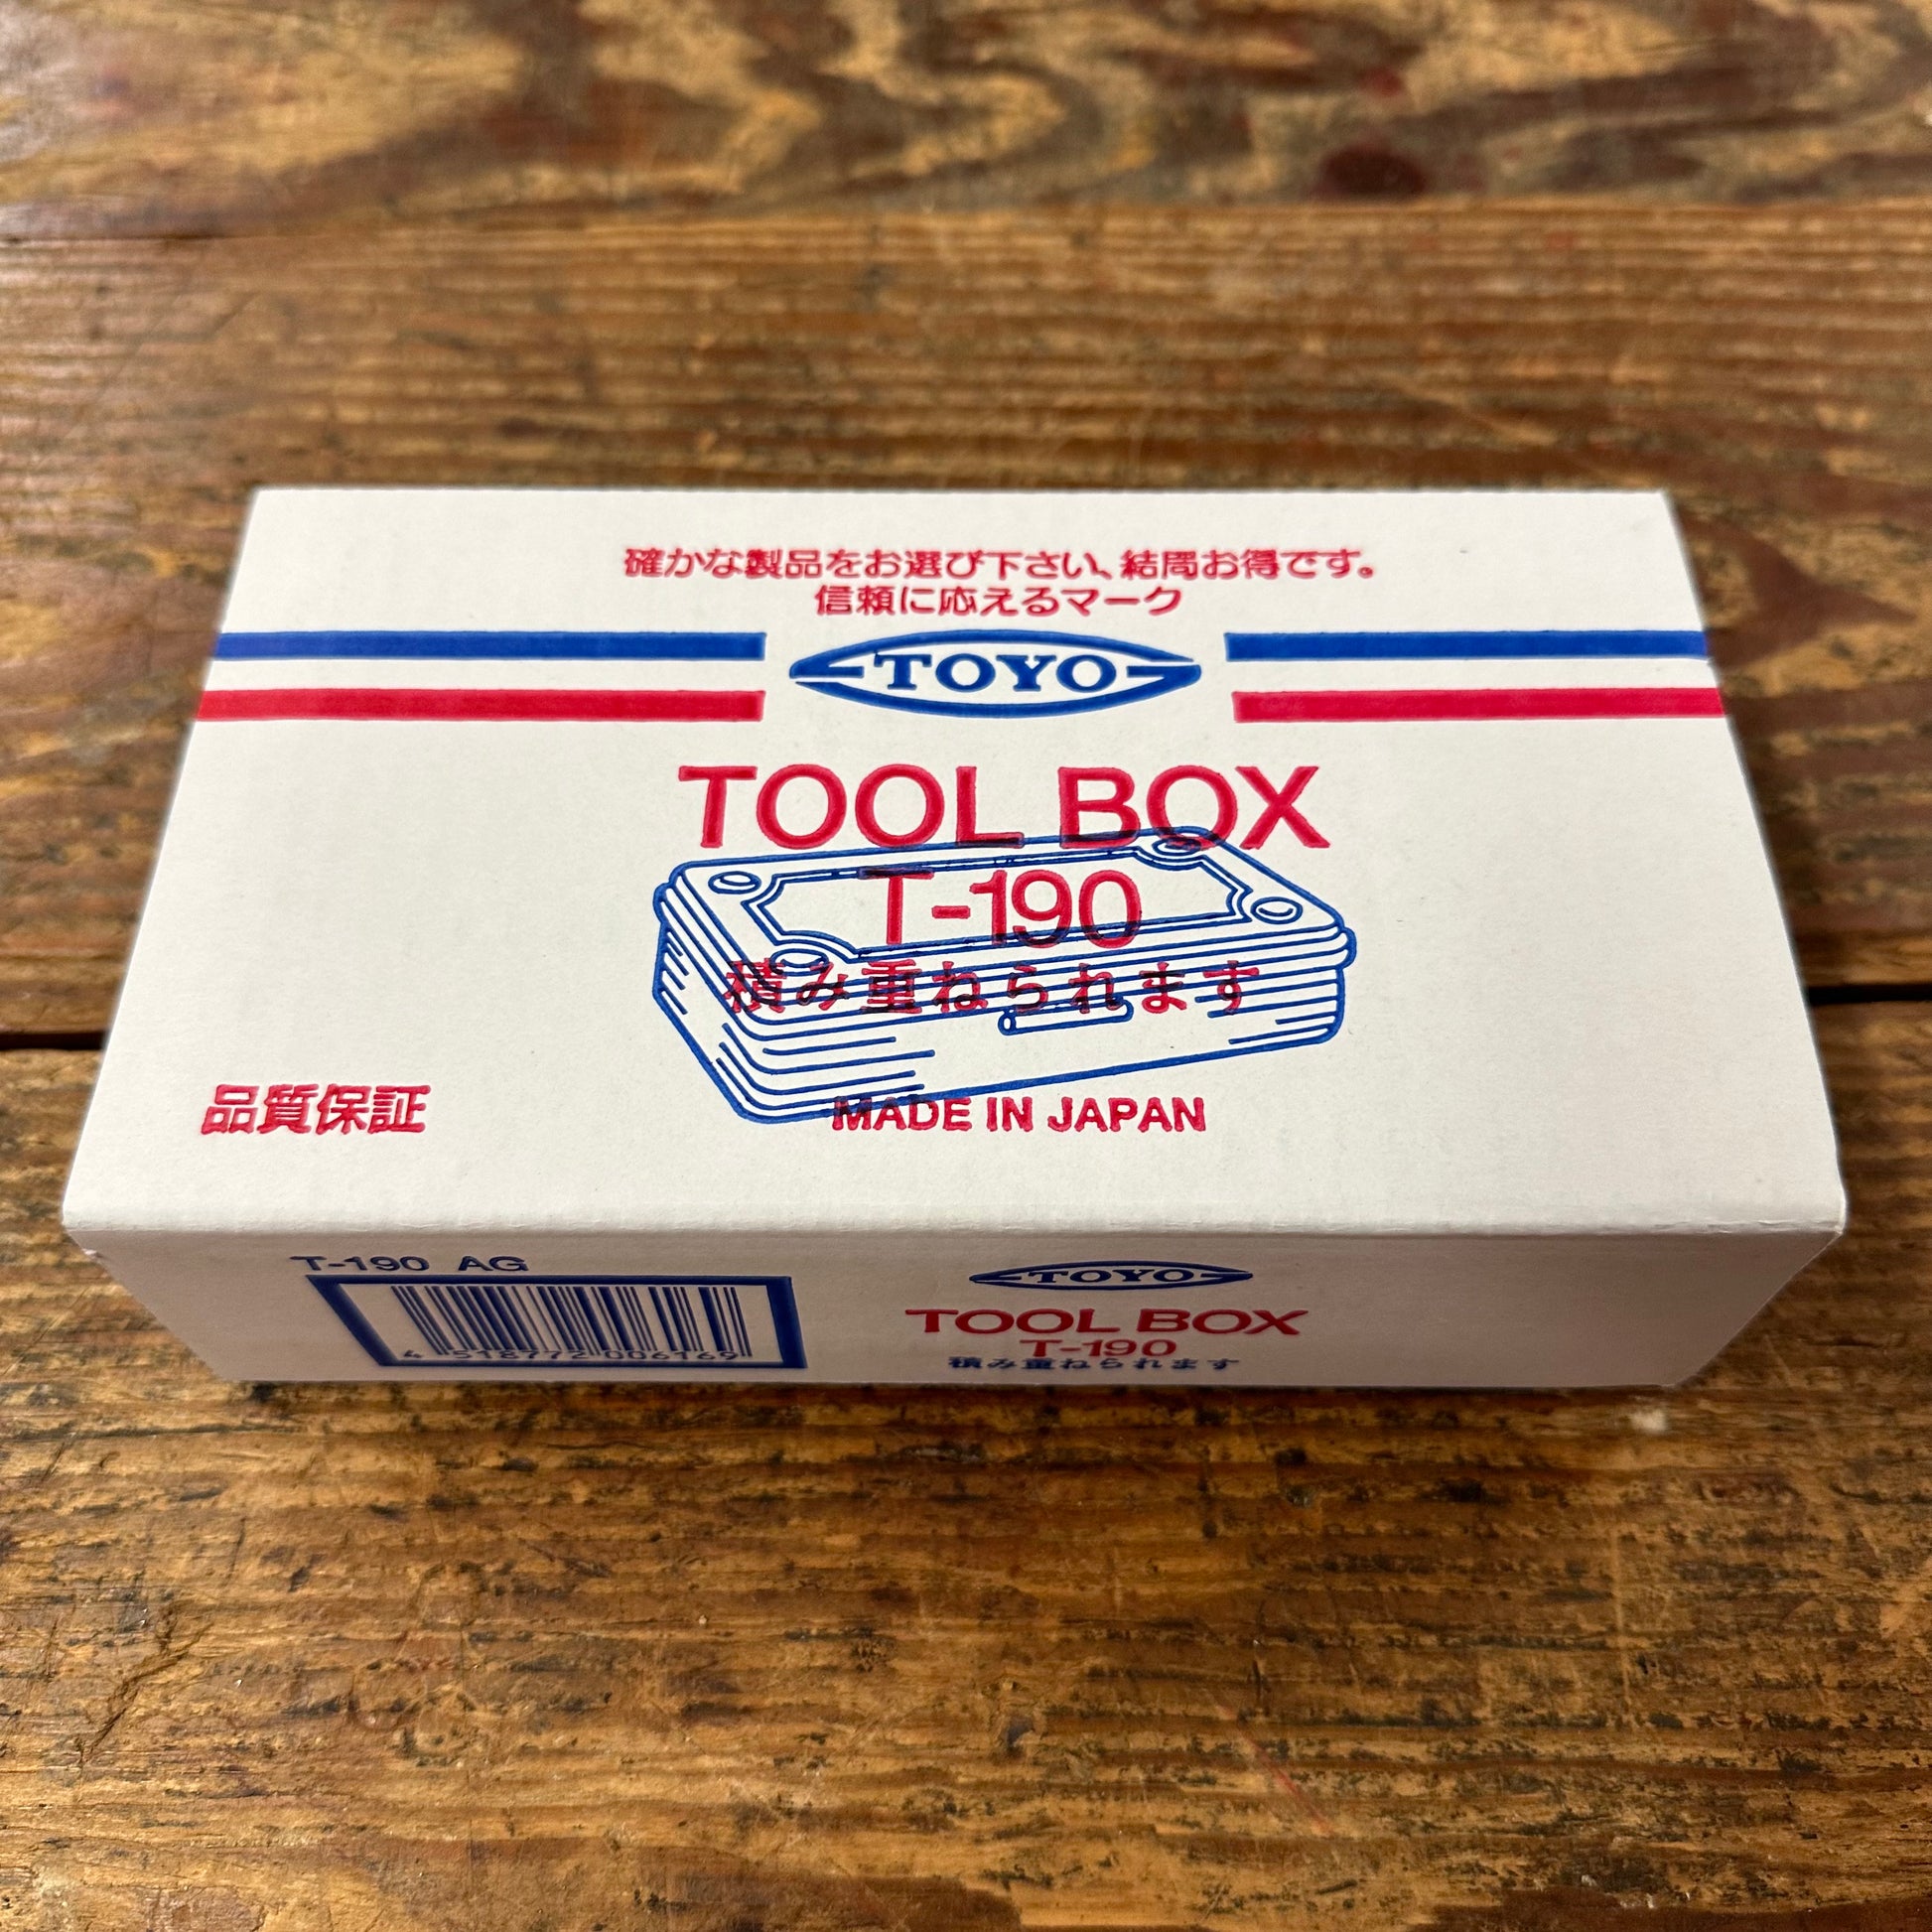 確かな製品をお選び下さい、結局お得です。
信頼に応えるマーク
TOYO
TOOL BOX
T-190
積み重ねられます
MADE IN JAPAN
品質保証
T-190 AG
4 518772 006169
TOYO
TOOL BOX
T-190
積み重ねられます